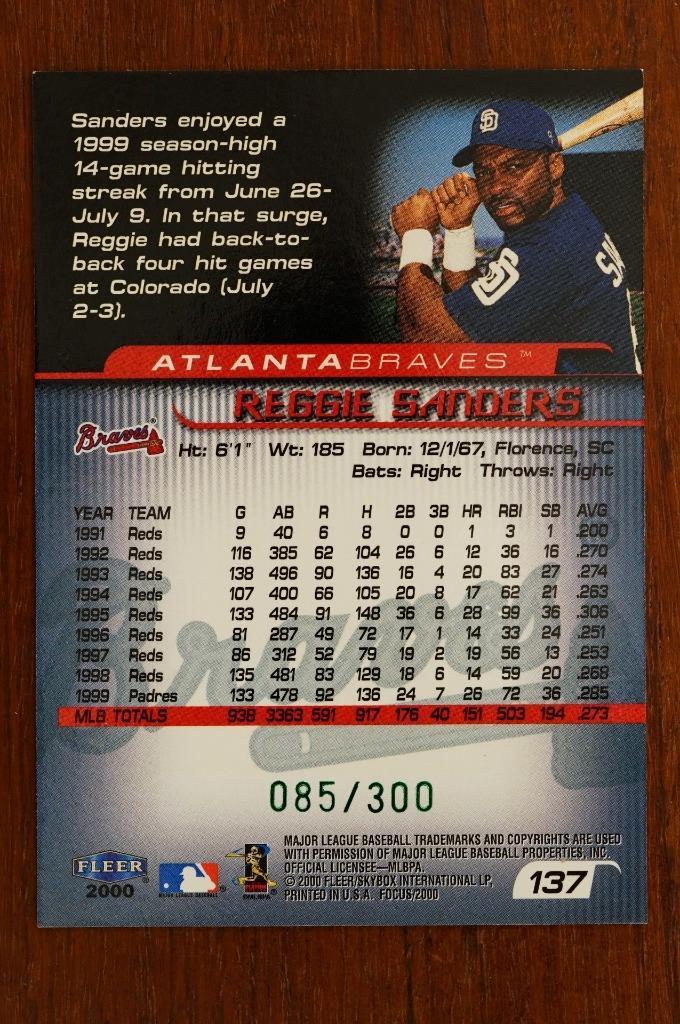 Sanders enjoyed a
1999 season-high
14-game hitting
streak from June 26-
July 9. In that surge,
Reggie had back-to-
back four hit games
at Colorado (July
2-3).
SD
SD
ATLANTA BRAVES™
REGGIE SANDERS
Braves®
Ht: 6'1" Wt: 185 Born: 12/1/67, Florence, SC
Bats: Right Throws: Right
YEAR TEAM G AB R H 2B 3B HR RBI SB AVG
1991 Reds 9 40 6 8 0 0 1 3 1 .200
1992 Reds 116 385 62 104 26 6 12 36 16 .270
1993 Reds 138 496 90 136 16 4 20 83 27 .274
1994 Reds 107 400 66 105 20 8 17 62 21 .263
1995 Reds 133 484 91 148 36 6 28 99 36 .306
1996 Reds 81 287 49 72 17 1 14 33 24 .251
1997 Reds 86 312 52 79 19 2 19 56 13 .253
1998 Reds 135 481 83 129 18 6 14 59 20 .268
1999 Padres 133 478 92 136 24 7 26 72 36 .285
MLB TOTALS 938 3363 591 917 176 40 151 503 194 .273
Braves
085/300
MAJOR LEAGUE BASEBALL TRADEMARKS AND COPYRIGHTS ARE USED
WITH PERMISSION OF MAJOR LEAGUE BASEBALL PROPERTIES, INC.
OFFICIAL LICENSEE—MLBPA.
© 2000 FLEER/SKYBOX INTERNATIONAL LP,
PRINTED IN U.S.A. FOCUS/2000
FLEER®
2000
MAJOR LEAGUE BASEBALL
PLAYERS
137